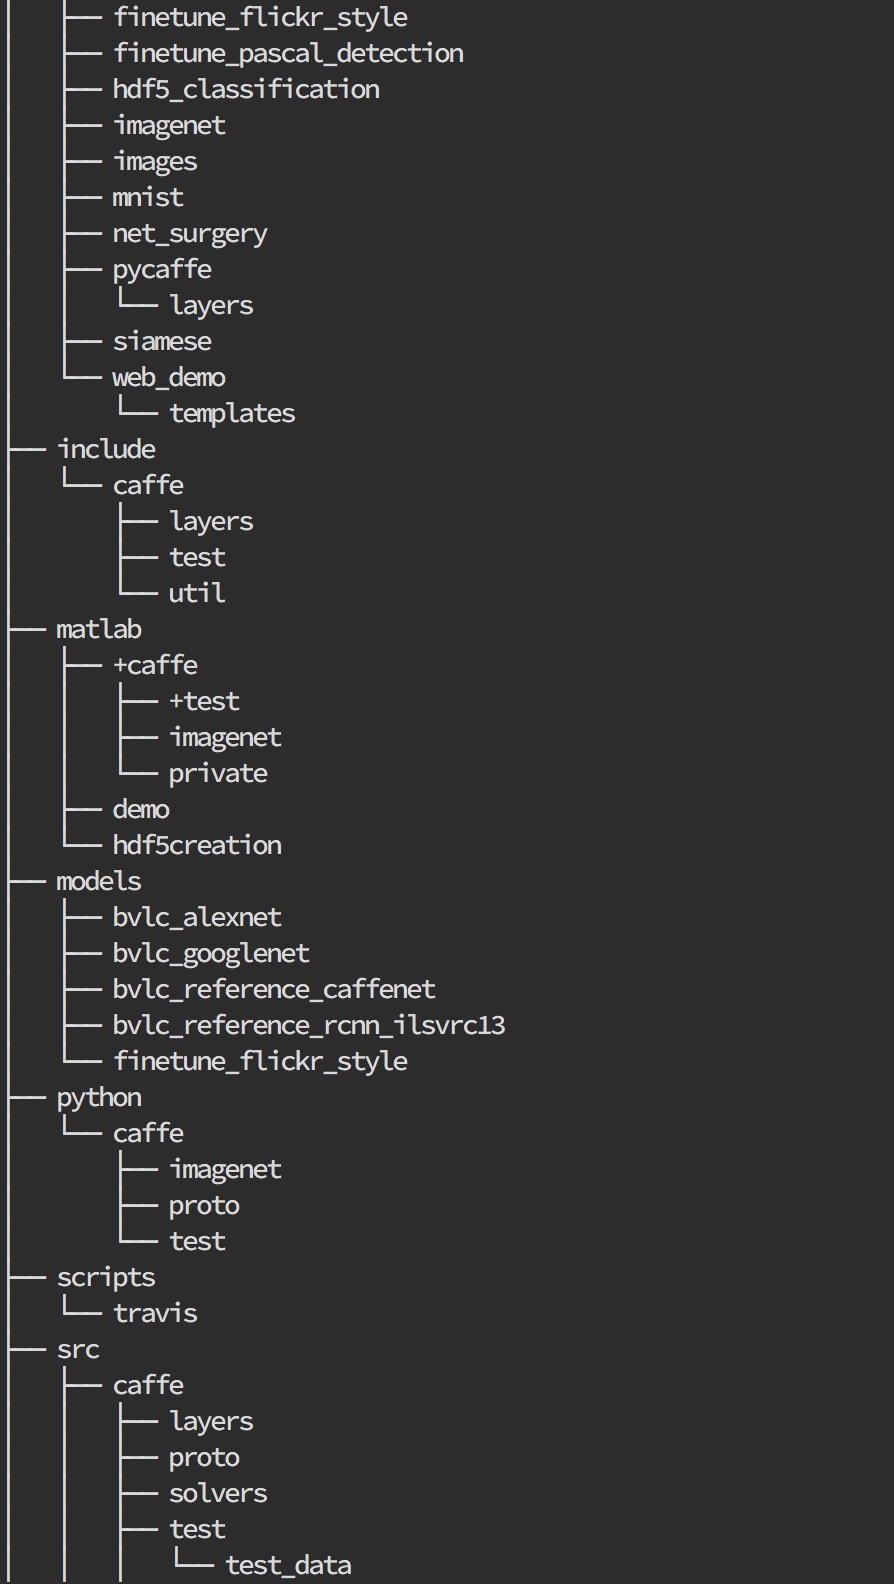 │   ├── finetune_flickr_style
│   ├── finetune_pascal_detection
│   ├── hdf5_classification
│   ├── imagenet
│   ├── images
│   ├── mnist
│   ├── net_surgery
│   ├── pycaffe
│   │   └── layers
│   ├── siamese
│   └── web_demo
│       └── templates
├── include
│   └── caffe
│       ├── layers
│       ├── test
│       └── util
├── matlab
│   ├── +caffe
│   │   ├── +test
│   │   ├── imagenet
│   │   └── private
│   ├── demo
│   └── hdf5creation
├── models
│   ├── bvlc_alexnet
│   ├── bvlc_googlenet
│   ├── bvlc_reference_caffenet
│   ├── bvlc_reference_rcnn_ilsvrc13
│   └── finetune_flickr_style
├── python
│   └── caffe
│       ├── imagenet
│       ├── proto
│       └── test
├── scripts
│   └── travis
├── src
│   ├── caffe
│   │   ├── layers
│   │   ├── proto
│   │   ├── solvers
│   │   ├── test
│   │   │   └── test_data